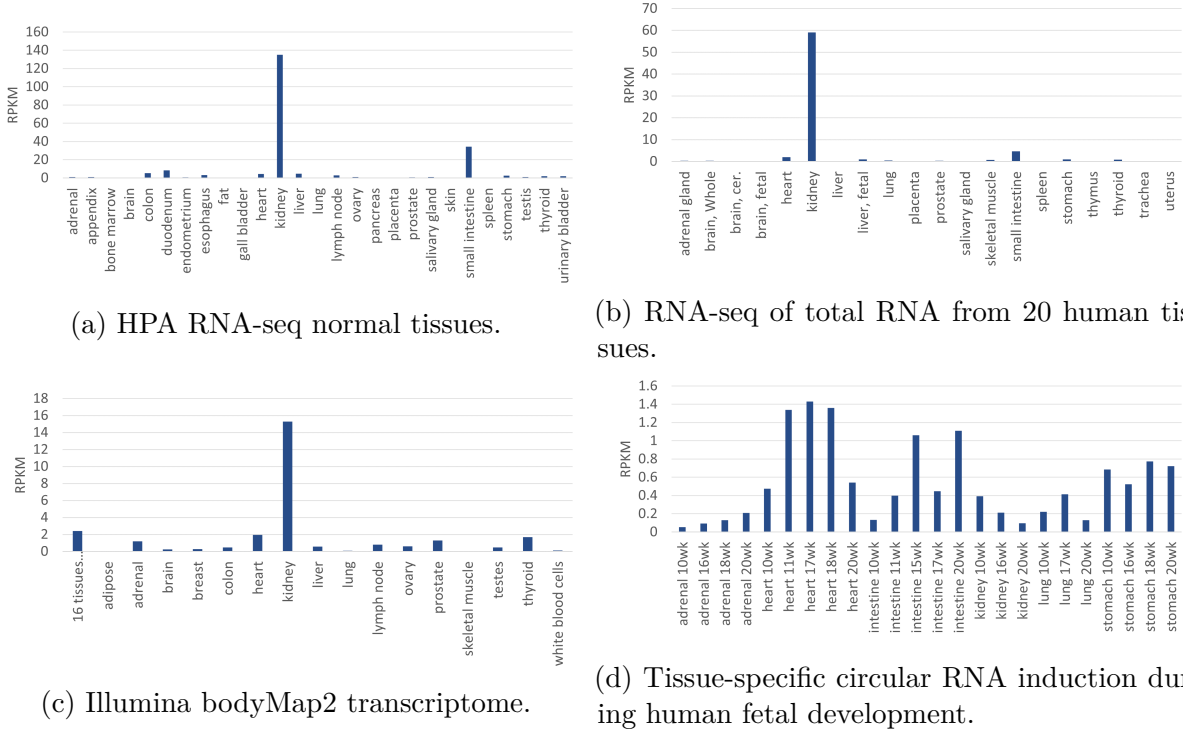 160
140
120
100
80
60
40
20
0
RPKM
adrenal
appendix
bone marrow
brain
colon
duodenum
endometrium
esophagus
fat
gall bladder
heart
kidney
liver
lung
lymph node
ovary
pancreas
placenta
prostate
salivary gland
skin
small intestine
spleen
stomach
testis
thyroid
urinary bladder
(a) HPA RNA-seq normal tissues.
70
60
50
40
30
20
10
0
RPKM
adrenal gland
brain, Whole
brain, cer.
brain, fetal
heart
kidney
liver
liver, fetal
lung
placenta
prostate
salivary gland
skeletal muscle
small intestine
spleen
stomach
thymus
thyroid
trachea
uterus
(b) RNA-seq of total RNA from 20 human tis
sues.
18
16
14
12
10
8
6
4
2
0
RPKM
16 tissues...
adipose
adrenal
brain
breast
colon
heart
kidney
liver
lung
lymph node
ovary
prostate
skeletal muscle
testes
thyroid
white blood cells
(c) Illumina bodyMap2 transcriptome.
1.6
1.4
1.2
1
0.8
0.6
0.4
0.2
0
RPKM
adrenal 10wk
adrenal 16wk
adrenal 18wk
adrenal 20wk
heart 10wk
heart 11wk
heart 17wk
heart 18wk
heart 20wk
intestine 10wk
intestine 11wk
intestine 15wk
intestine 17wk
intestine 20wk
kidney 10wk
kidney 16wk
kidney 20wk
lung 10wk
lung 17wk
lung 20wk
stomach 10wk
stomach 16wk
stomach 18wk
stomach 20wk
(d) Tissue-specific circular RNA induction dur
ing human fetal development.